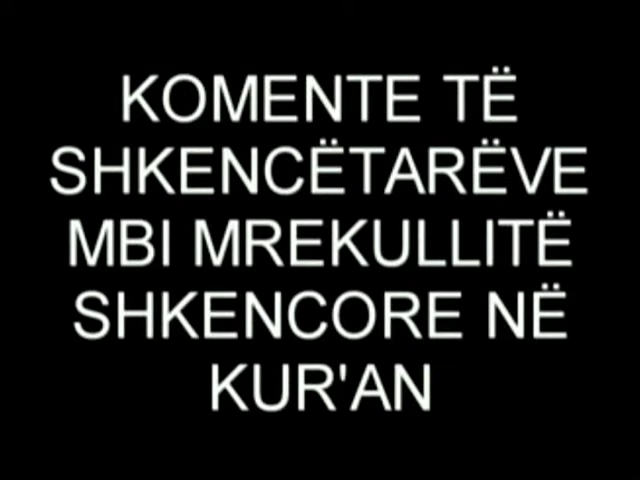 KOMENTE TË
SHKENCËTARËVE
MBI MREKULLITË
SHKENCORE NË
KUR'AN